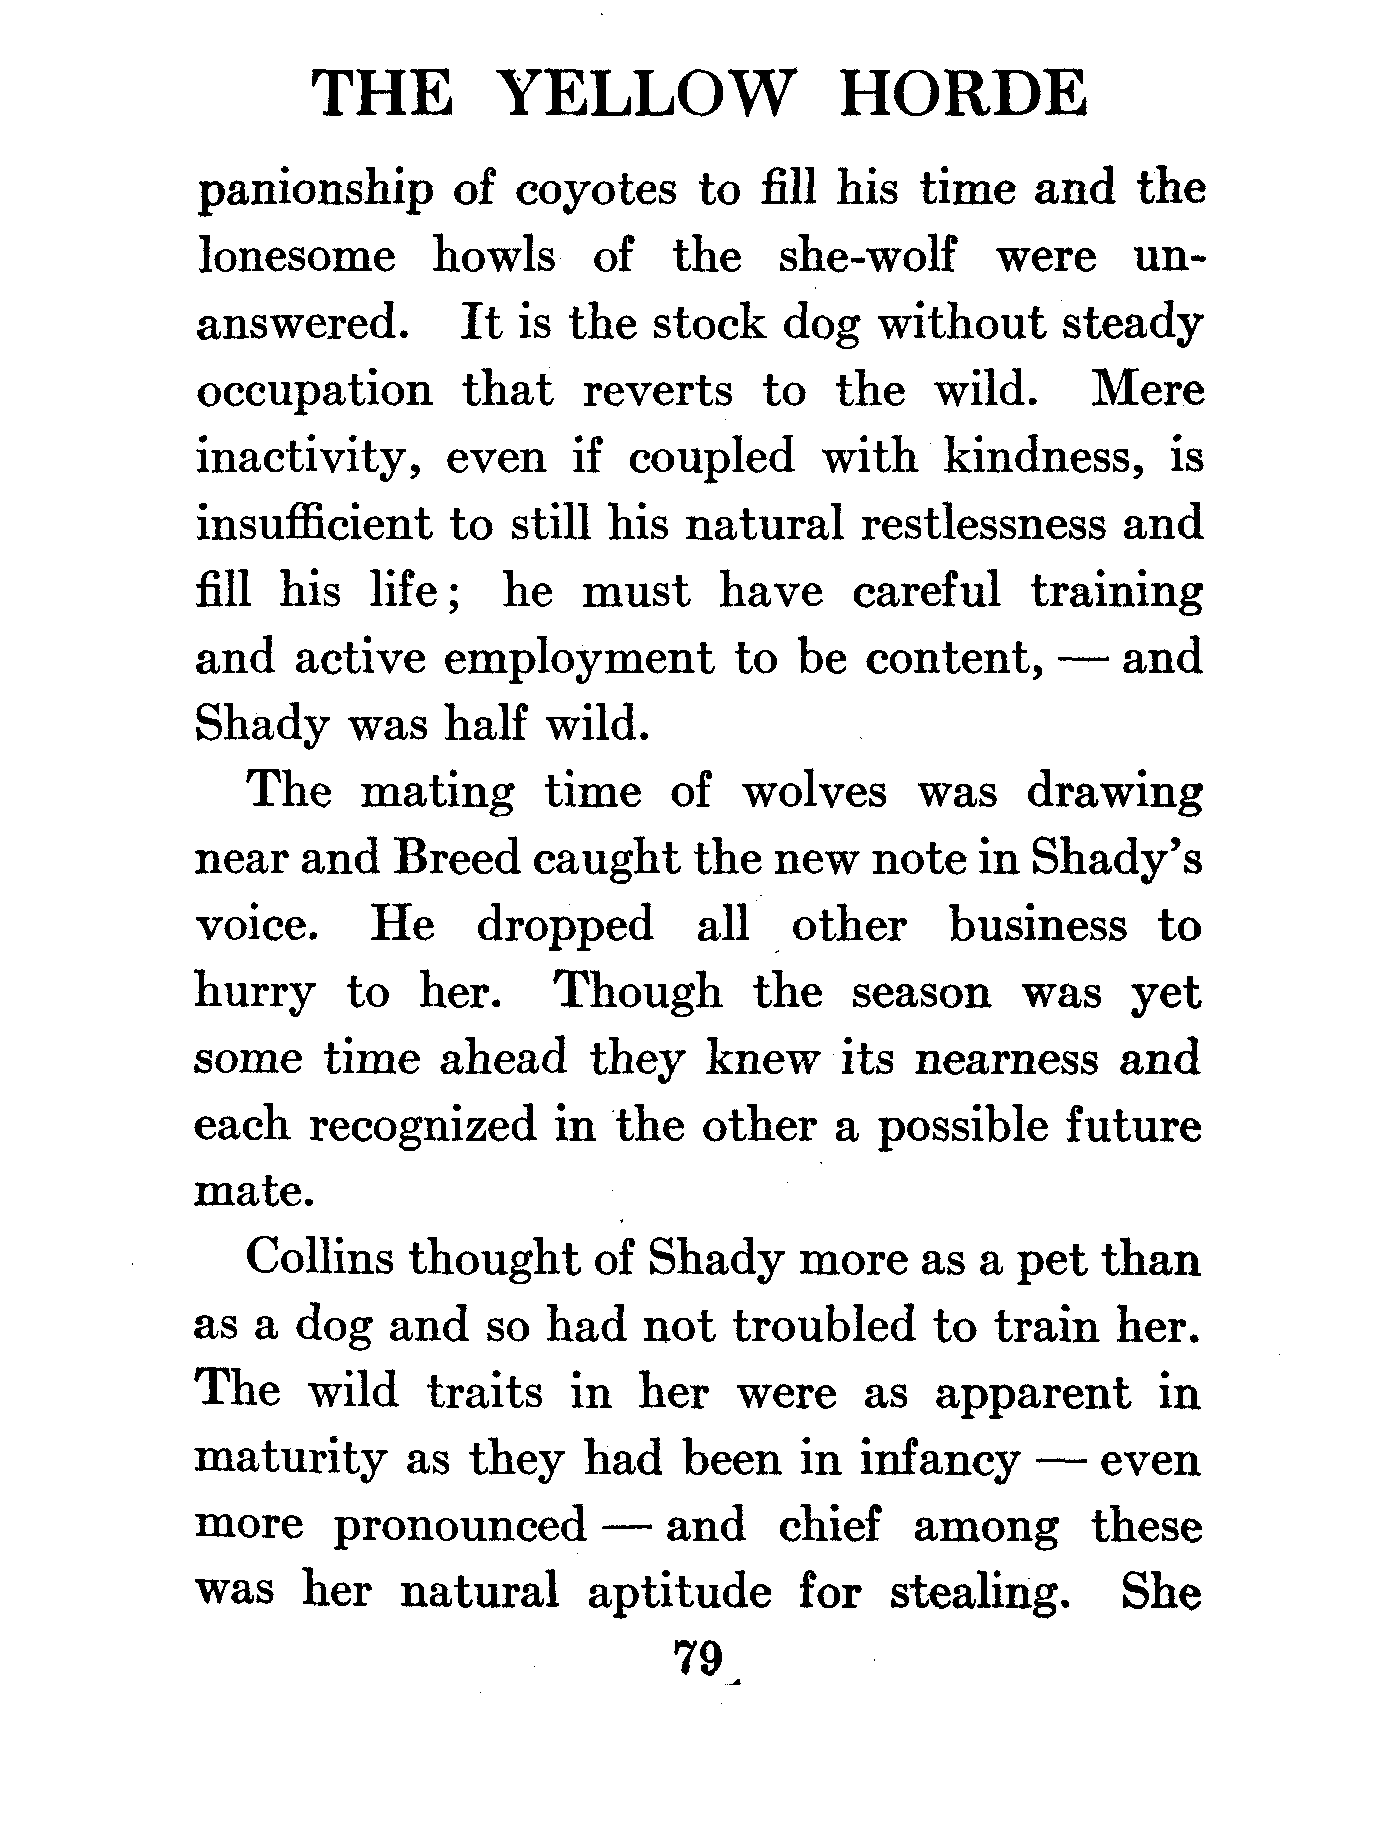 THE YELLOW HORDE
panionship of coyotes to fill his time and the
lonesome howls of the she-wolf were un-
answered. It is the stock dog without steady
occupation that reverts to the wild. Mere
inactivity, even if coupled with kindness, is
insufficient to still his natural restlessness and
fill his life; he must have careful training
and active employment to be content, — and
Shady was half wild.
The mating time of wolves was drawing
near and Breed caught the new note in Shady's
voice. He dropped all other business to
hurry to her. Though the season was yet
some time ahead they knew its nearness and
each recognized in the other a possible future
mate.
Collins thought of Shady more as a pet than
as a dog and so had not troubled to train her.
The wild traits in her were as apparent in
maturity as they had been in infancy — even
more pronounced — and chief among these
was her natural aptitude for stealing. She
79